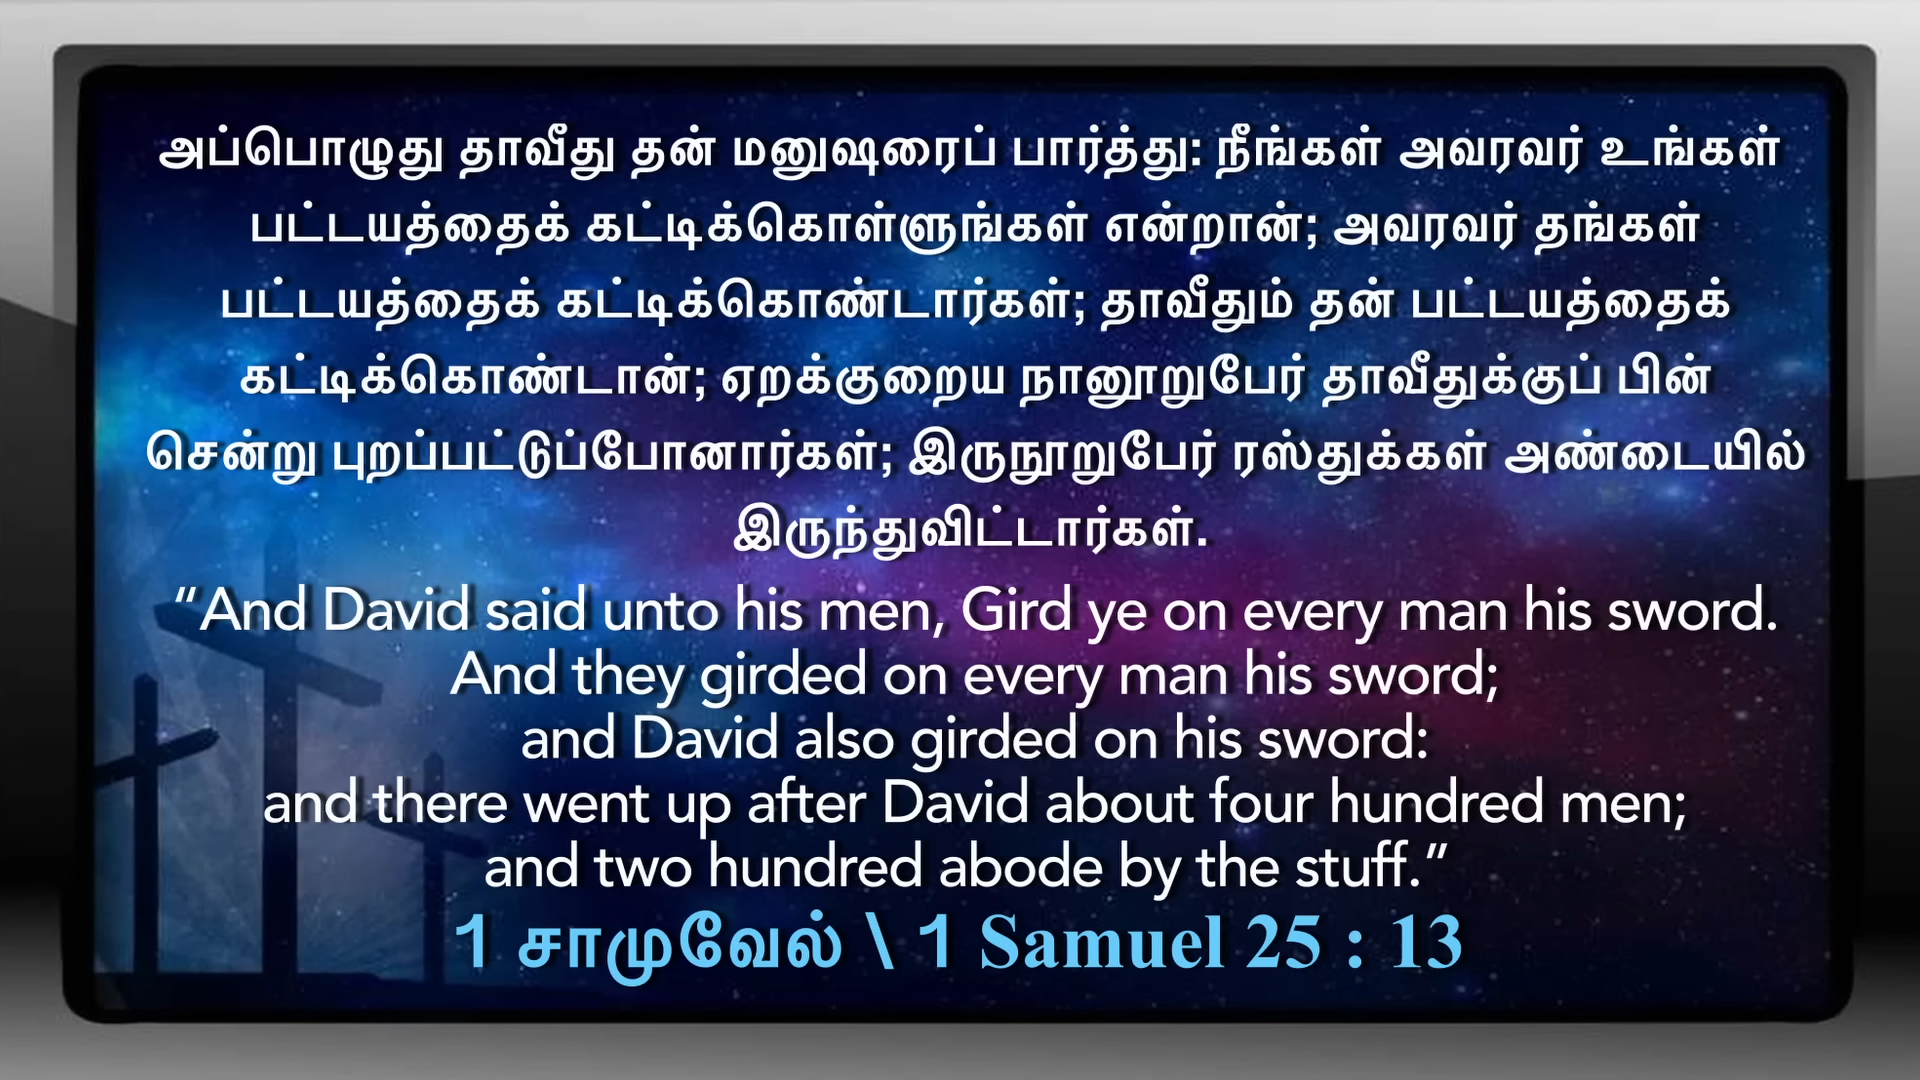 அப்பொழுது தாவீது தன் மனுஷரைப் பார்த்து: நீங்கள் அவரவர் உங்கள்
பட்டயத்தைக் கட்டிக்கொள்ளுங்கள் என்றான்; அவரவர் தங்கள்
பட்டயத்தைக் கட்டிக்கொண்டார்கள்; தாவீதும் தன் பட்டயத்தைக்
கட்டிக்கொண்டான்; ஏறக்குறைய நானூறுபேர் தாவீதுக்குப் பின்
சென்று புறப்பட்டுப்போனார்கள்; இருநூறுபேர் ரஸ்துக்கள் அண்டையில்
இருந்துவிட்டார்கள்.
“And David said unto his men, Gird ye on every man his sword.
And they girded on every man his sword;
and David also girded on his sword:
and there went up after David about four hundred men;
and two hundred abode by the stuff.”
1 சாமுவேல் \ 1 Samuel 25 : 13